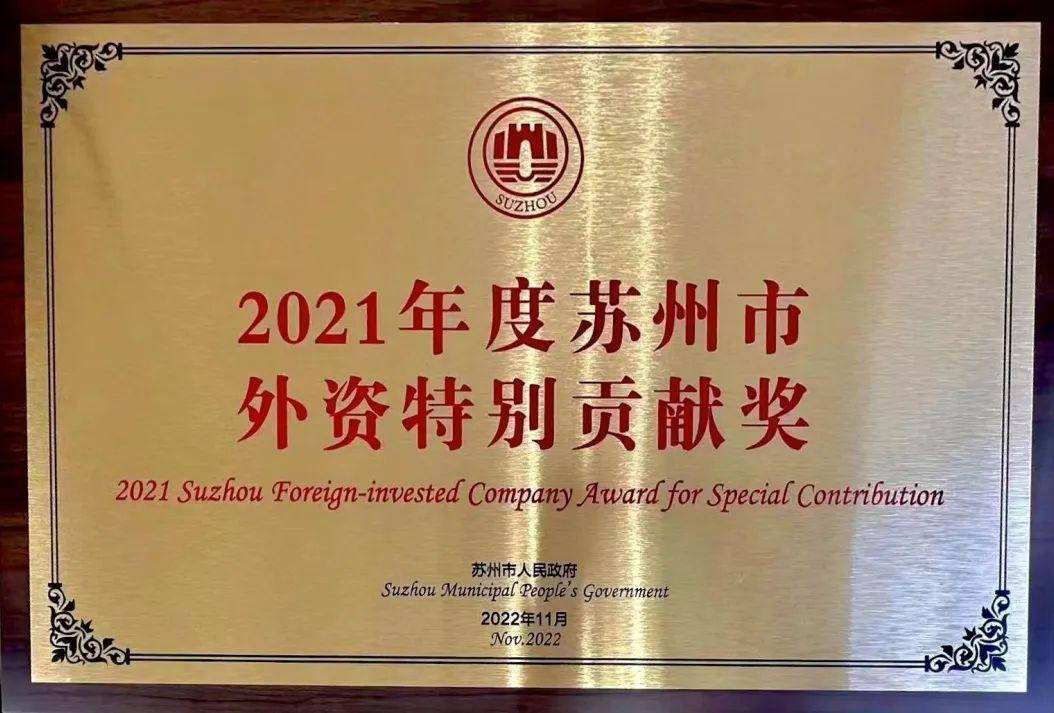 SUZHOU
2021年度苏州市
外资特别贡献奖
2021 Suzhou Foreign-invested Company Award for Special Contribution
苏州市人民政府
Suzhou Municipal People's Government
2022年11月
Nov.2022